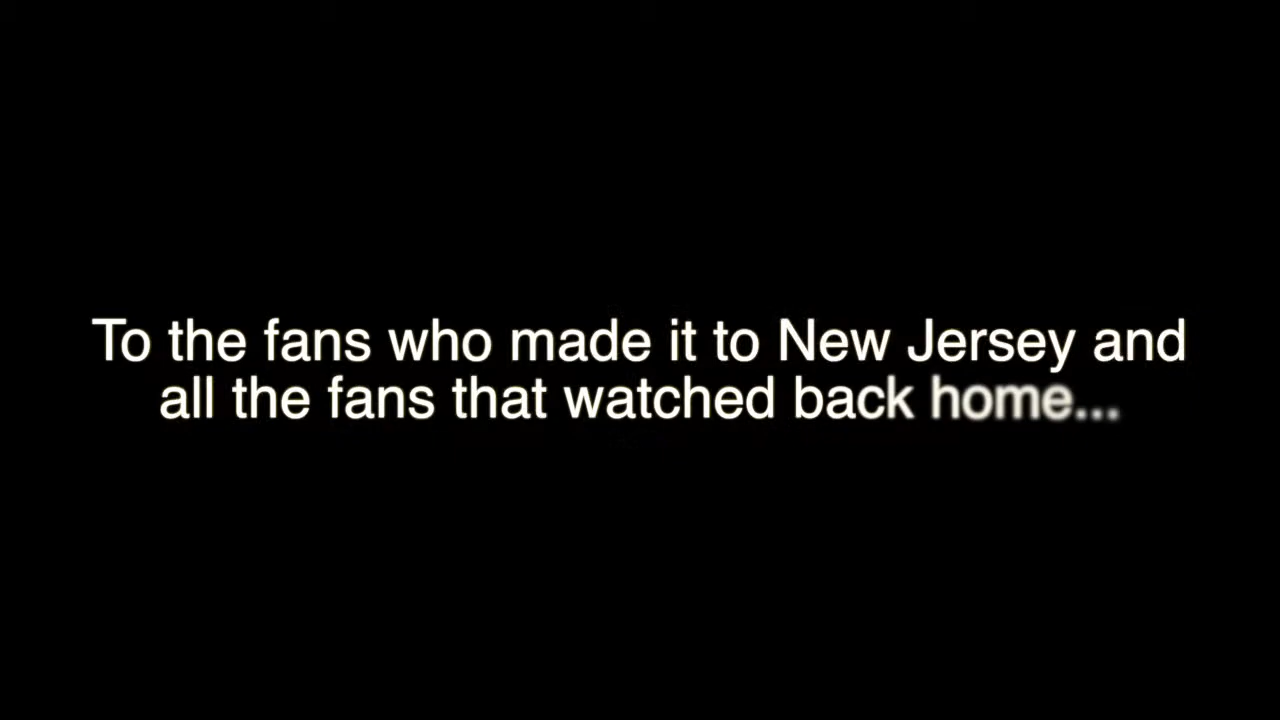 To the fans who made it to New Jersey and
all the fans that watched back home...